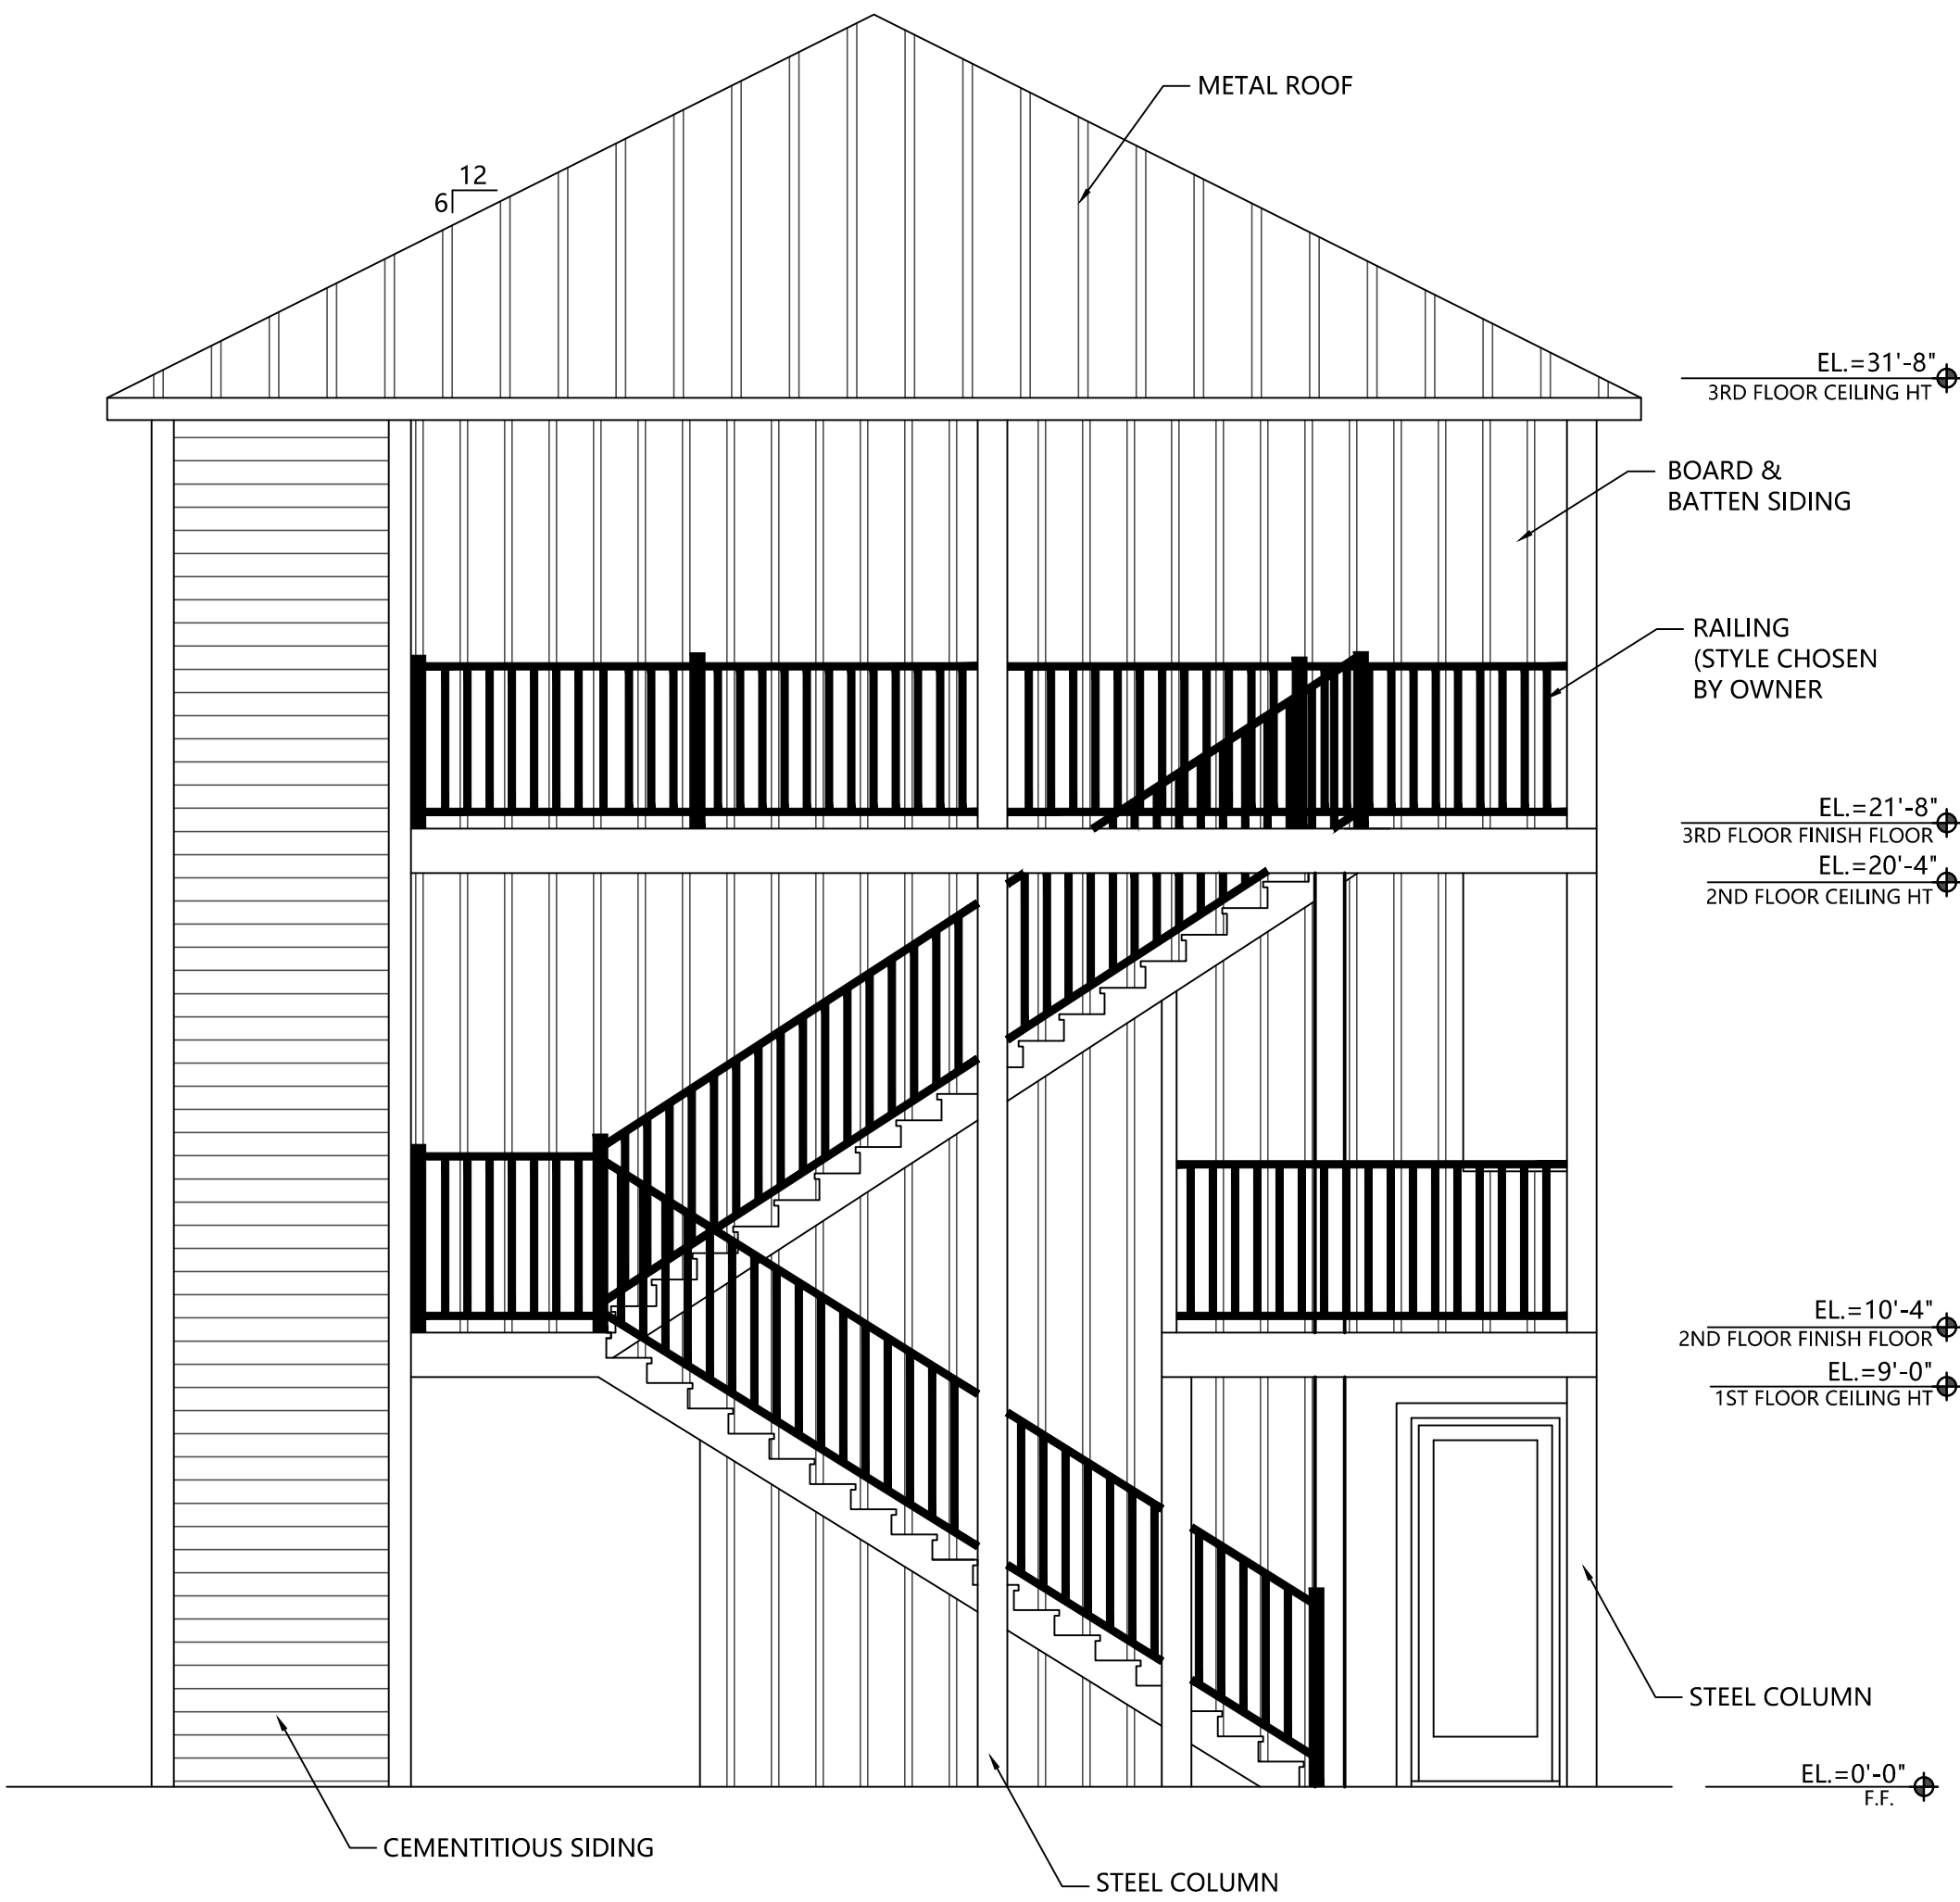 METAL ROOF
12
6
EL.=31'-8"
3RD FLOOR CEILING HT
BOARD &
BATTEN SIDING
RAILING
(STYLE CHOSEN
BY OWNER
EL.=21'-8"
3RD FLOOR FINISH FLOOR
EL.=20'-4"
2ND FLOOR CEILING HT
EL.=10'-4"
2ND FLOOR FINISH FLOOR
EL.=9'-0"
1ST FLOOR CEILING HT
STEEL COLUMN
EL.=0'-0"
F.F.
CEMENTITIOUS SIDING
STEEL COLUMN